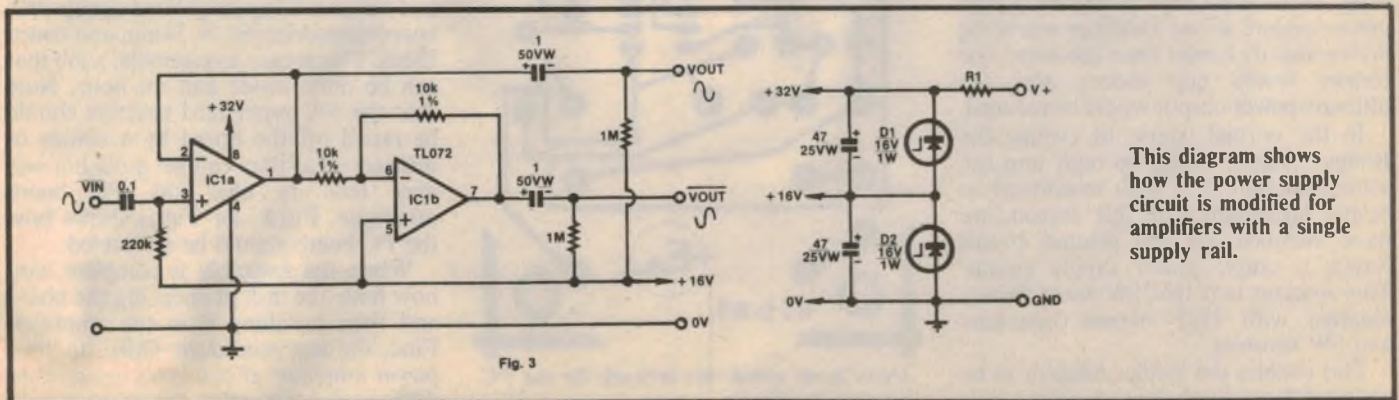 1
50VW
+
−
VOUT
10k
1%
+32V
8
2
−
IC1a
1
10k
1%
6
−
TL072
IC1b
7
1
50VW
+
−
VOUT
1M
1M
VIN
0.1
3
+
4
5
+
220k
+16V
0V
Fig. 3
R1
V+
+32V
47
25VW
+
−
D1
16V
1W
+16V
47
25VW
+
−
D2
16V
1W
0V
GND
This diagram shows
how the power supply
circuit is modified for
amplifiers with a single
supply rail.